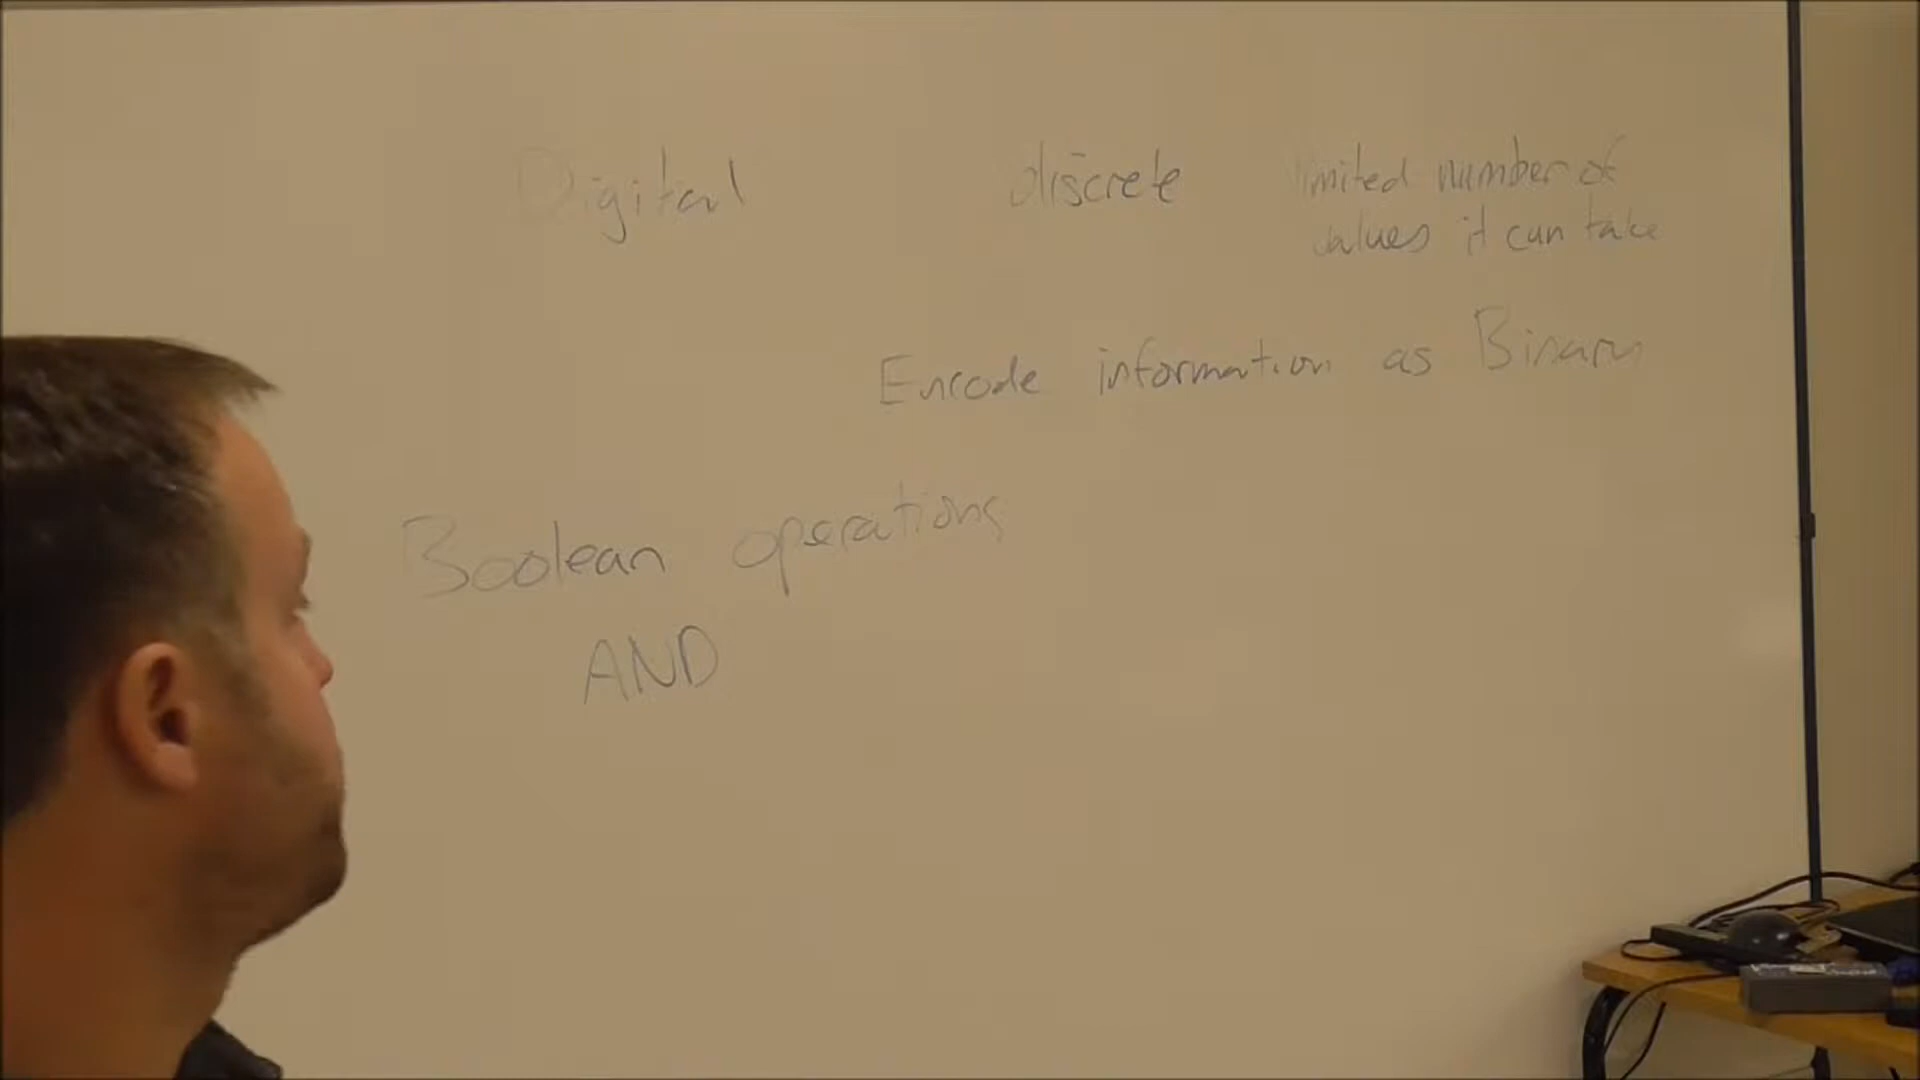 Digital discrete limited number of
values it can take
Encode information as Binary
Boolean operations
AND